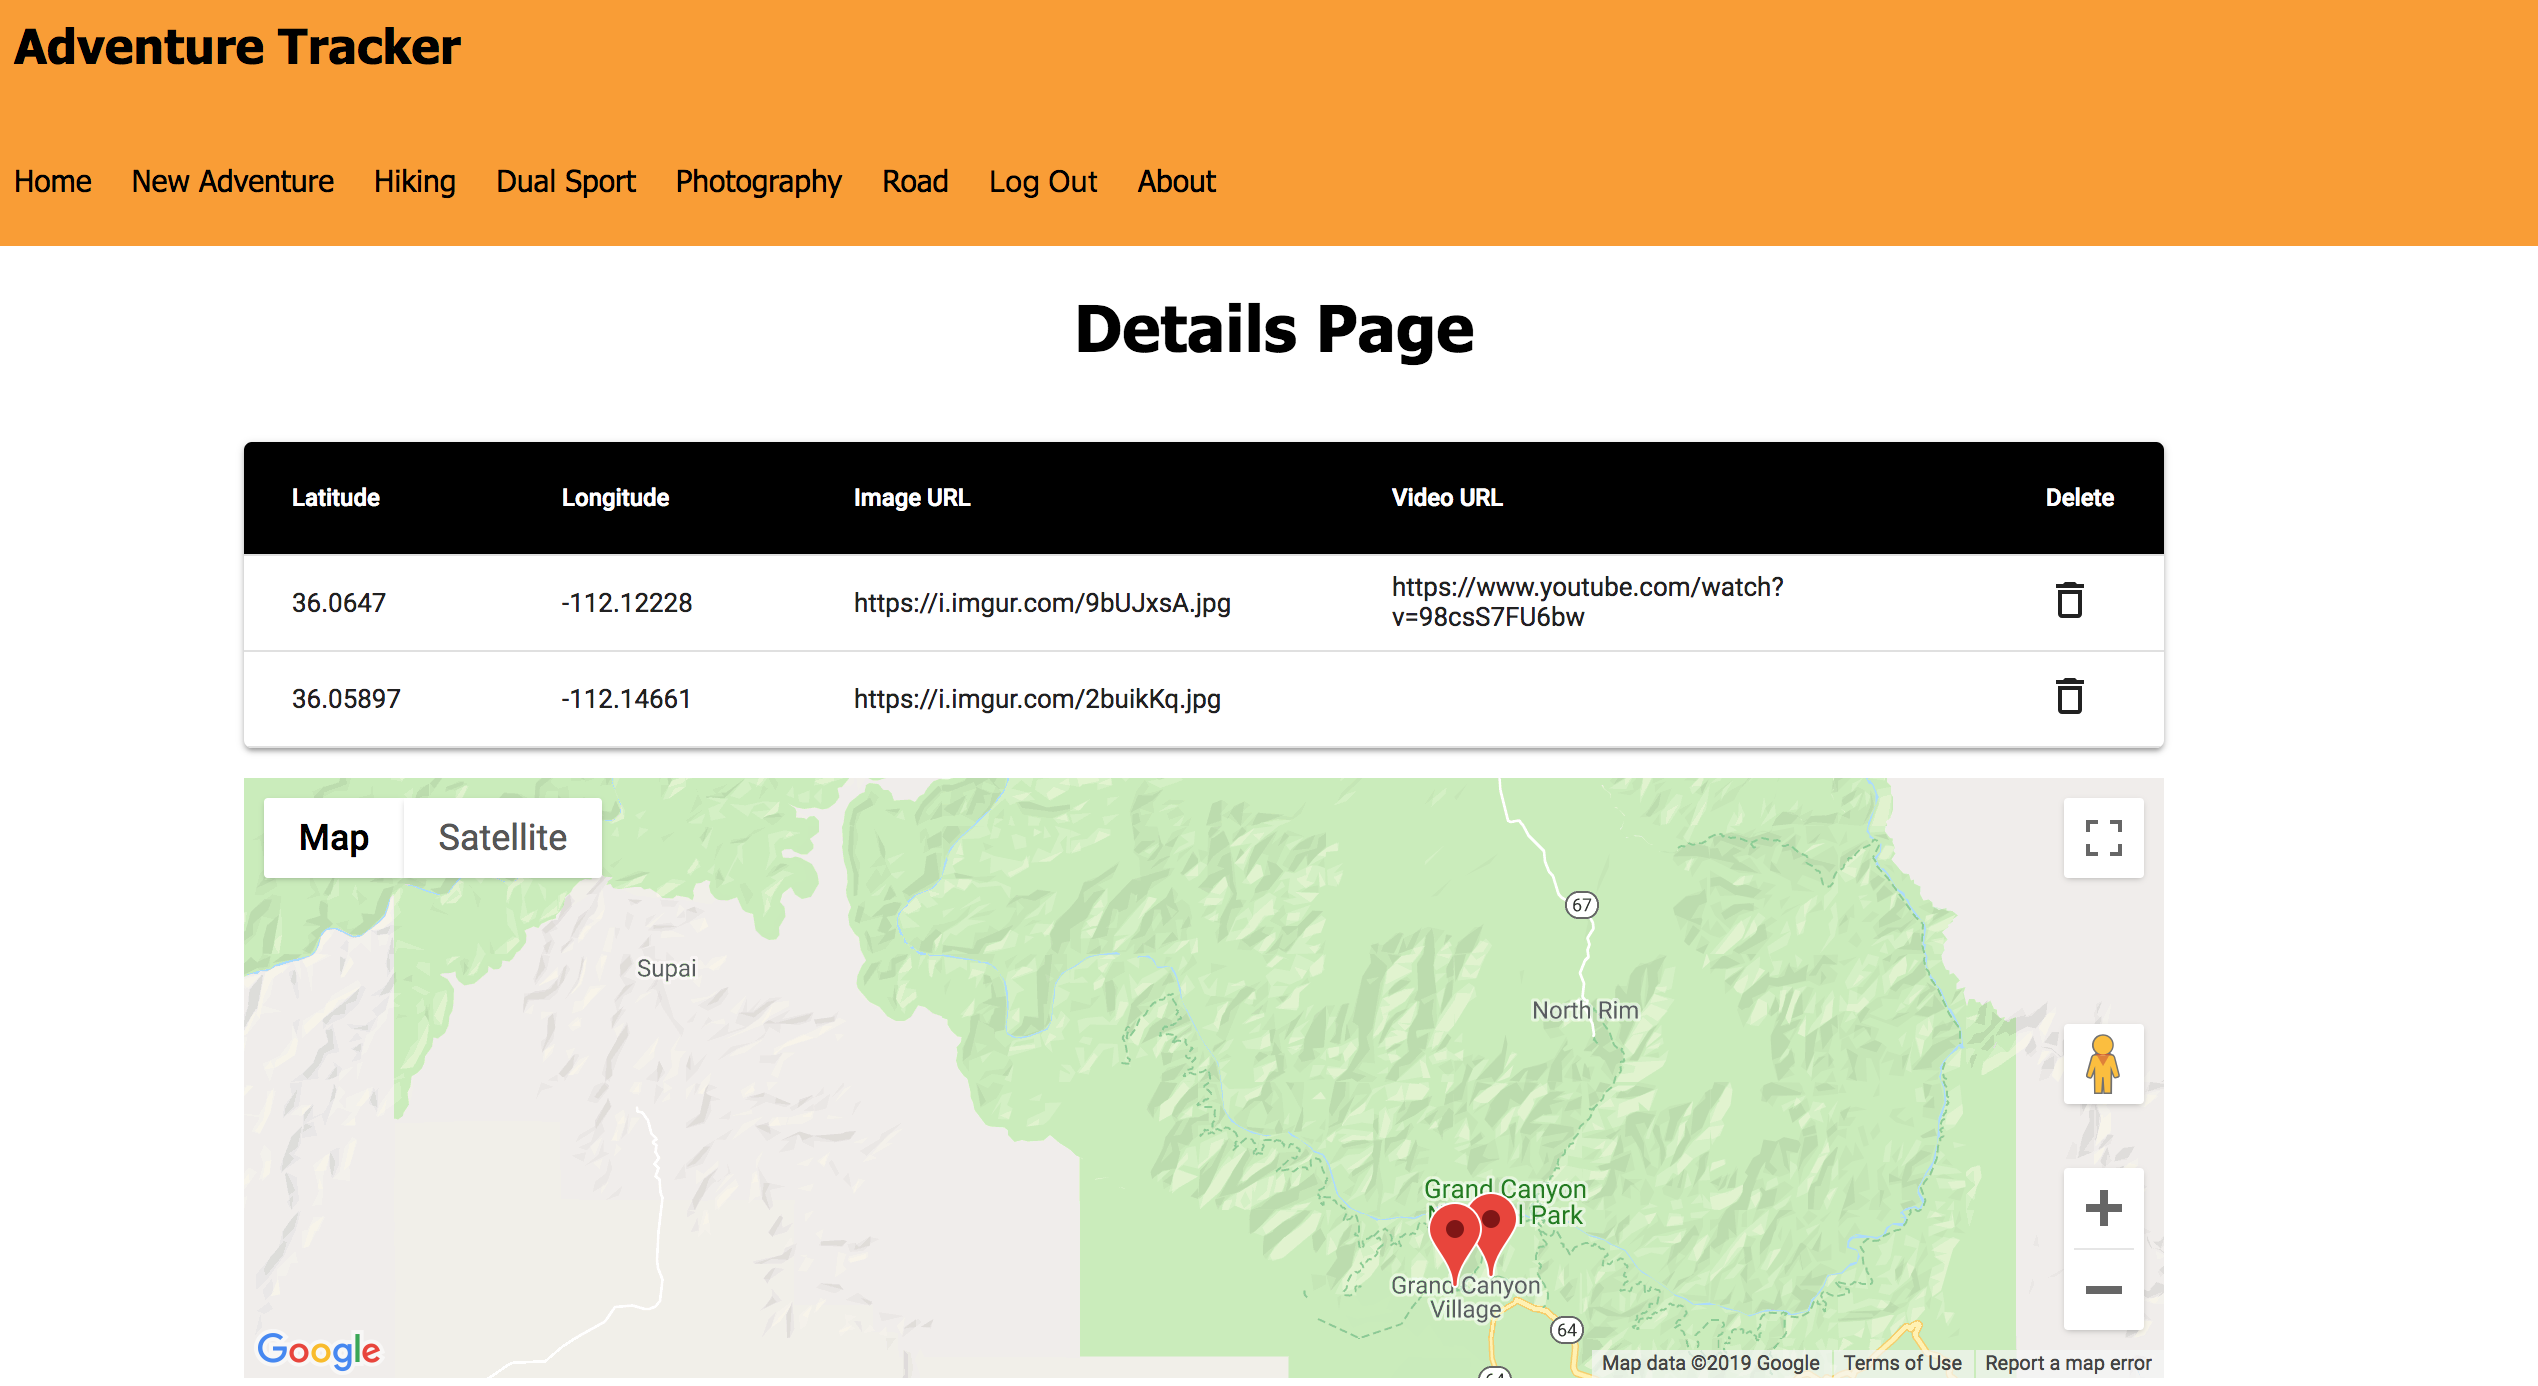 Adventure Tracker
Home New Adventure Hiking Dual Sport Photography Road Log Out About
Details Page
Latitude Longitude Image URL Video URL Delete
36.0647 -112.12228 https://i.imgur.com/9bUJxsA.jpg https://www.youtube.com/watch?
v=98csS7FU6bw
36.05897 -112.14661 https://i.imgur.com/2buikKq.jpg
Map Satellite
67
Supai
North Rim
Grand Canyon
Park
Grand Canyon
Village
64
64
Google
Map data ©2019 Google Terms of Use Report a map error